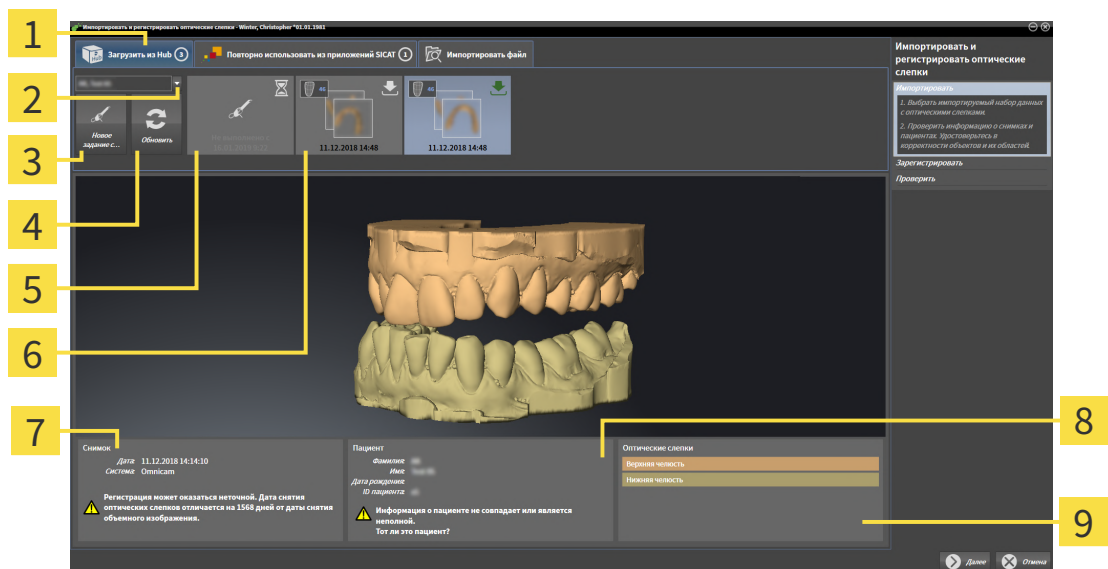 Импортировать и регистрировать оптические слепки - Winter, Christopher *01.01.1981
1
2
3
4
5
6
7
8
9
Загрузить из Hub 3
Повторно использовать из приложений SICAT 1
Импортировать файл
Новое
задание с...
Обновить
11.12.2018 14:48
11.12.2018 14:48
Импортировать и
регистрировать оптические
слепки
Импортировать
1. Выбрать импортируемый набор данных
с оптическими слепками.
2. Проверить информацию о снимках и
пациентах. Удостоверьтесь в
корректности объектов и их областей.
Зарегистрировать
Проверить
Снимок
Дата: 11.12.2018 14:14:10
Система: Omnicam
Регистрация может оказаться неточной. Дата снятия
оптических слепков отличается на 1568 дней от даты снятия
объемного изображения.
Пациент
Фамилия:
Имя:
Дата рождения:
ID пациента:
Информация о пациенте не совпадает или является
неполной.
Тот ли это пациент?
Оптические слепки
Верхняя челюсть
Нижняя челюсть
Далее
Отмена